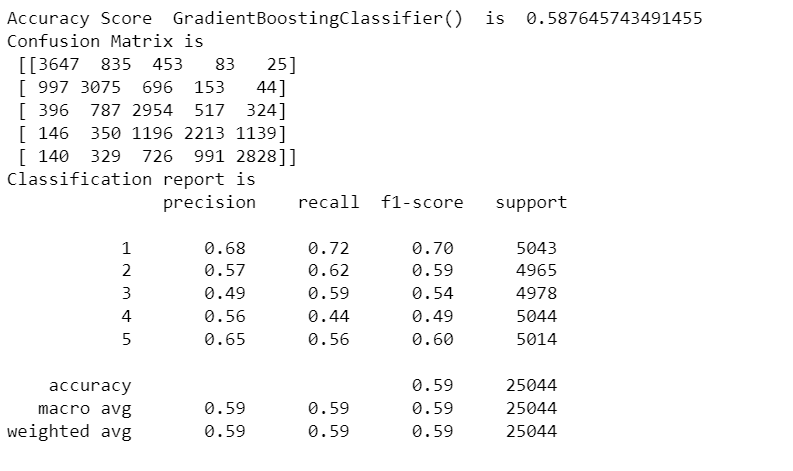 Accuracy Score  GradientBoostingClassifier()  is  0.587645743491455
Confusion Matrix is
 [[3647  835  453   83   25]
 [ 997 3075  696  153   44]
 [ 396  787 2954  517  324]
 [ 146  350 1196 2213 1139]
 [ 140  329  726  991 2828]]
Classification report is
              precision    recall  f1-score   support
           1       0.68      0.72      0.70      5043
           2       0.57      0.62      0.59      4965
           3       0.49      0.59      0.54      4978
           4       0.56      0.44      0.49      5044
           5       0.65      0.56      0.60      5014
    accuracy                           0.59     25044
   macro avg       0.59      0.59      0.59     25044
weighted avg       0.59      0.59      0.59     25044